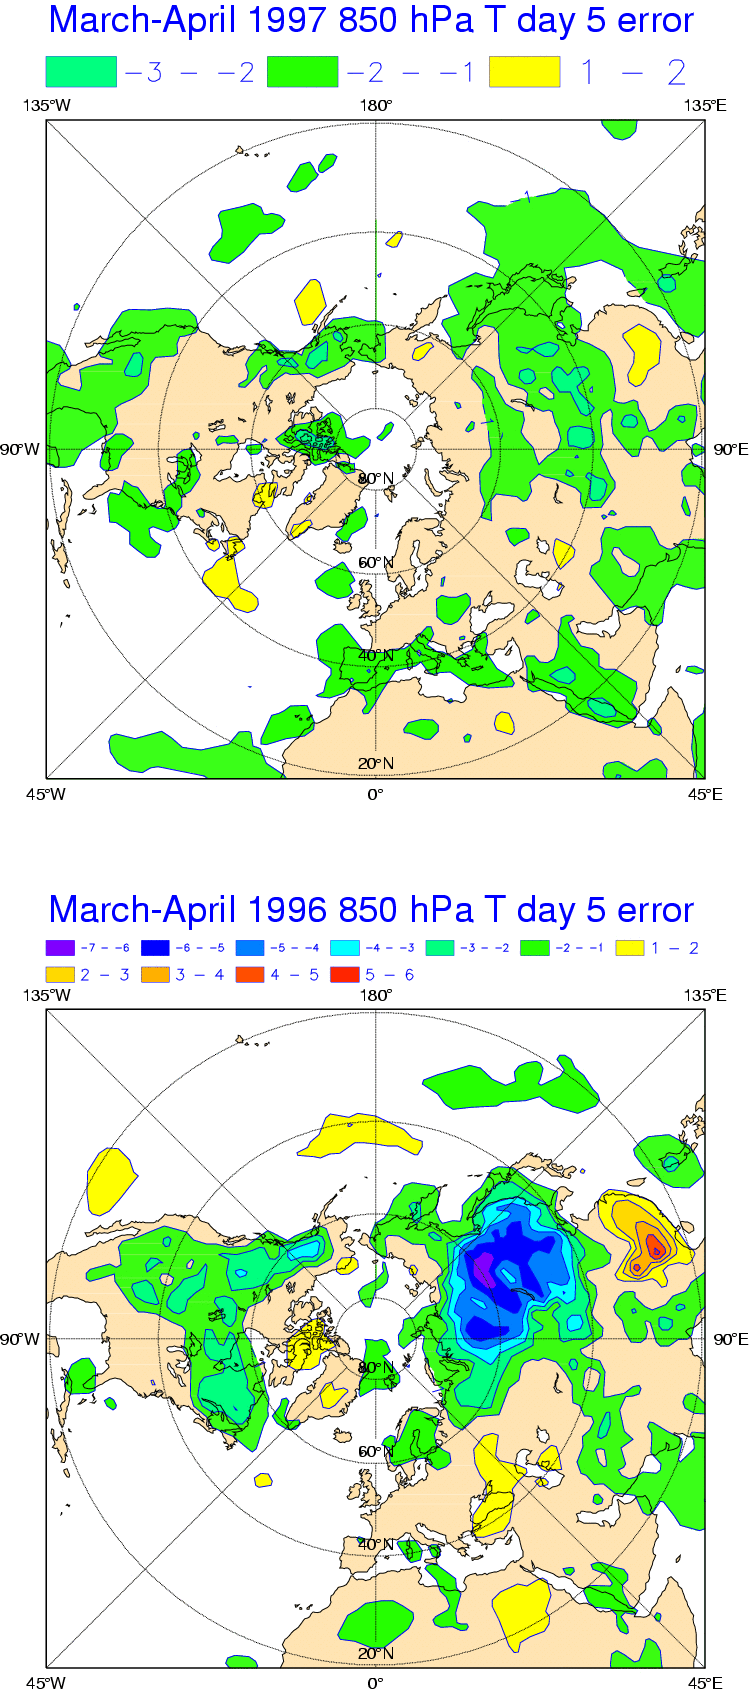 March-April 1997 850 hPa T day 5 error
-3 - -2 -2 - -1 1 - 2
135°W 180° 135°E
1
90°W 90°E
80°N
60°N
40°N
20°N
45°W 0° 45°E
March-April 1996 850 hPa T day 5 error
-7 - -6 -6 - -5 -5 - -4 -4 - -3 -3 - -2 -2 - -1 1 - 2
2 - 3 3 - 4 4 - 5 5 - 6
135°W 180° 135°E
90°W 90°E
80°N
60°N
40°N
20°N
45°W 0° 45°E